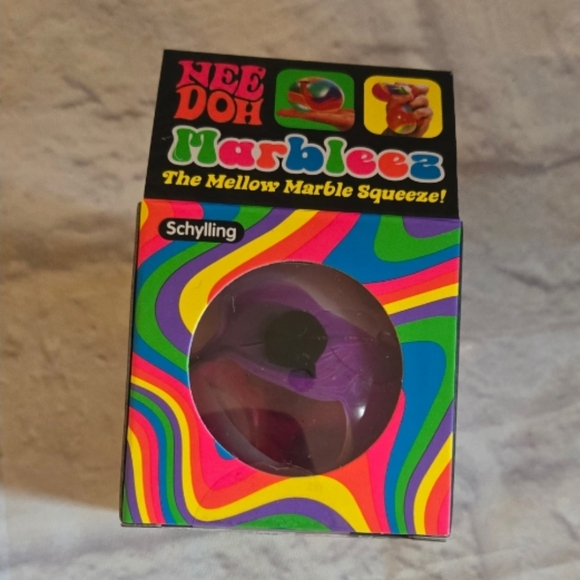 NEE
DOH
Marbleez
The Mellow Marble Squeeze!
Schylling